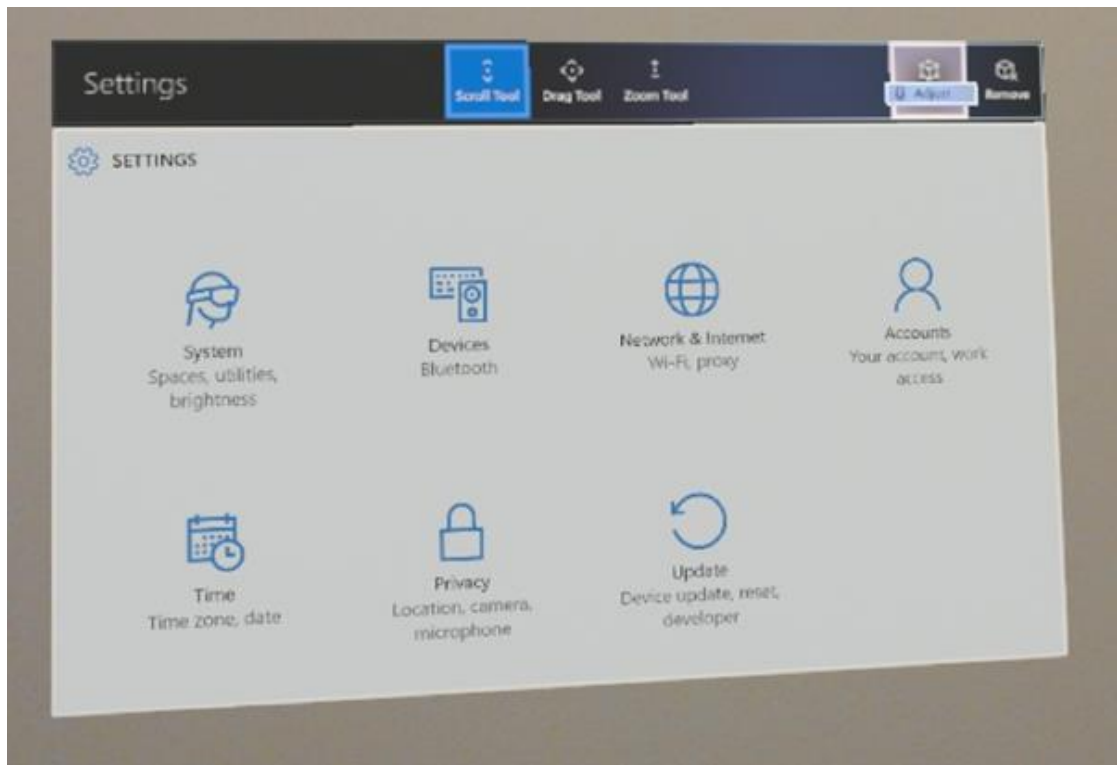 Settings
Scroll Tool
Drag Tool
Zoom Tool
Adjust
Remove
SETTINGS
System
Spaces, utilities,
brightness
Devices
Bluetooth
Network & Internet
Wi-Fi, proxy
Accounts
Your account, work
access
Time
Time zone, date
Privacy
Location, camera,
microphone
Update
Device update, reset,
developer